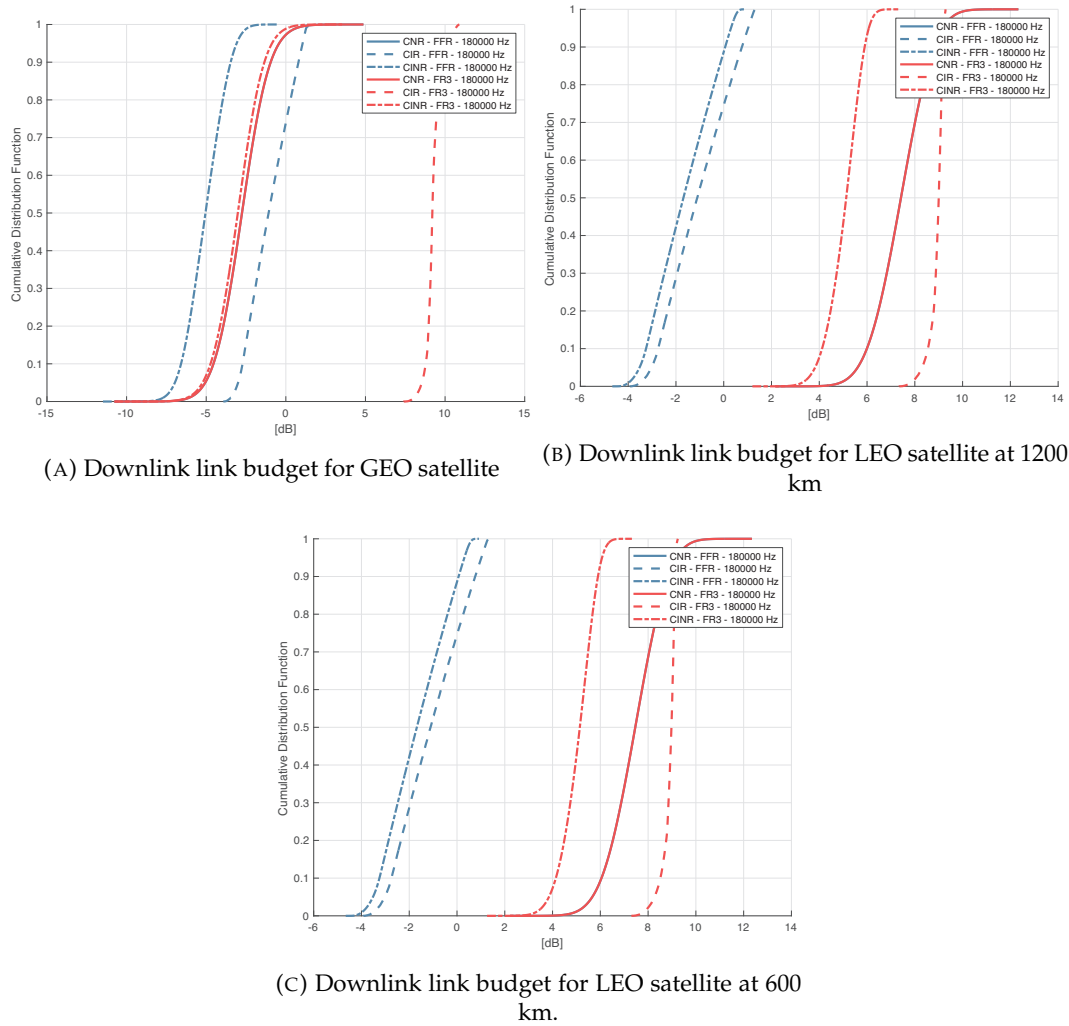 1
0.9
0.8
0.7
0.6
0.5
0.4
0.3
0.2
0.1
0
Cumulative Distribution Function
CNR - FFR - 180000 Hz
CIR - FFR - 180000 Hz
CINR - FFR - 180000 Hz
CNR - FR3 - 180000 Hz
CIR - FR3 - 180000 Hz
CINR - FR3 - 180000 Hz
-15 -10 -5 0 5 10 15
[dB]
(A) Downlink link budget for GEO satellite
1
0.9
0.8
0.7
0.6
0.5
0.4
0.3
0.2
0.1
0
Cumulative Distribution Function
CNR - FFR - 180000 Hz
CIR - FFR - 180000 Hz
CINR - FFR - 180000 Hz
CNR - FR3 - 180000 Hz
CIR - FR3 - 180000 Hz
CINR - FR3 - 180000 Hz
-6 -4 -2 0 2 4 6 8 10 12 14
[dB]
(B) Downlink link budget for LEO satellite at 1200
km
1
0.9
0.8
0.7
0.6
0.5
0.4
0.3
0.2
0.1
0
Cumulative Distribution Function
CNR - FFR - 180000 Hz
CIR - FFR - 180000 Hz
CINR - FFR - 180000 Hz
CNR - FR3 - 180000 Hz
CIR - FR3 - 180000 Hz
CINR - FR3 - 180000 Hz
-6 -4 -2 0 2 4 6 8 10 12 14
[dB]
(C) Downlink link budget for LEO satellite at 600
km.